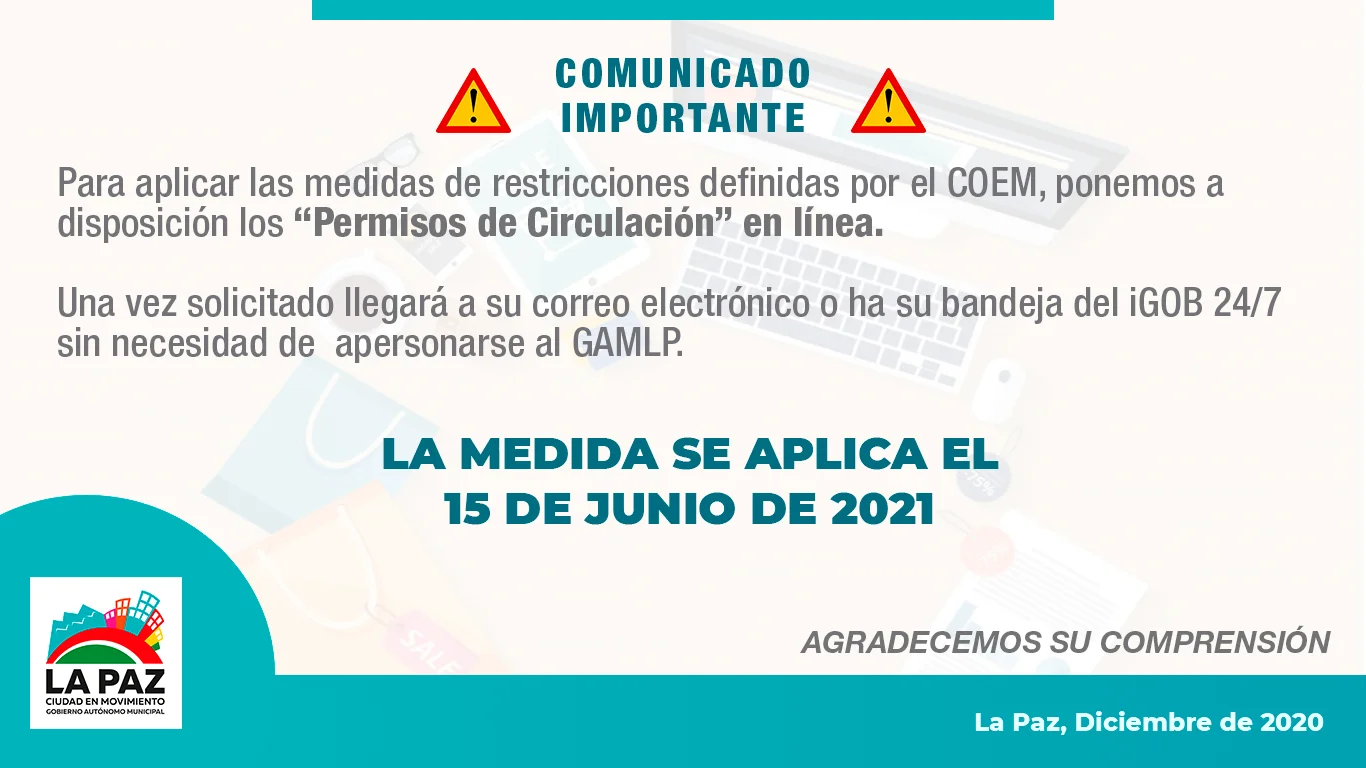 COMUNICADO
IMPORTANTE
Para aplicar las medidas de restricciones definidas por el COEM, ponemos a
disposición los “Permisos de Circulación” en línea.
Una vez solicitado llegará a su correo electrónico o ha su bandeja del iGOB 24/7
sin necesidad de  apersonarse al GAMLP.
LA MEDIDA SE APLICA EL
15 DE JUNIO DE 2021
75%
SALE
AGRADECEMOS SU COMPRENSIÓN
LA PAZ
CIUDAD EN MOVIMIENTO
GOBIERNO AUTÓNOMO MUNICIPAL
La Paz, Diciembre de 2020